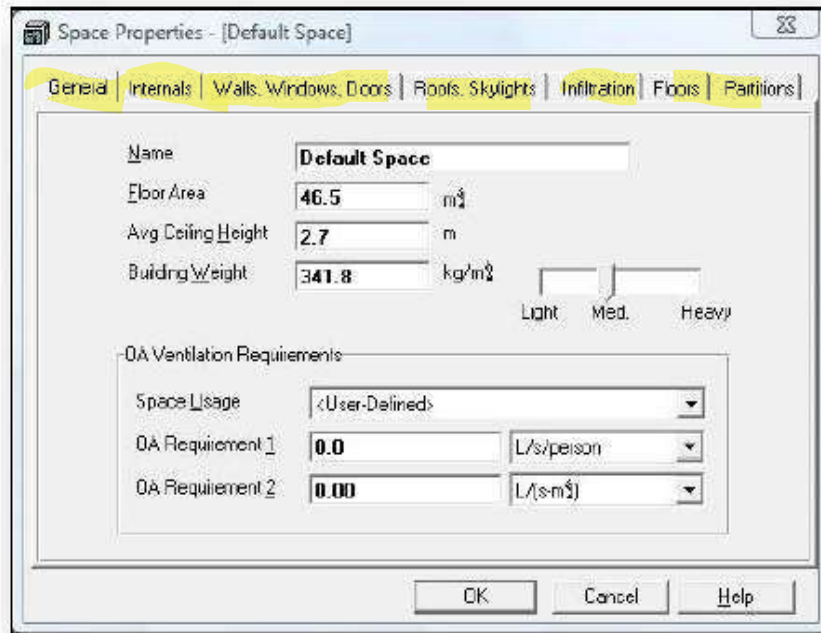 Space Properties - [Default Space]
General Internals Walls, Windows, Doors Roofs, Skylights Infiltration Floors Partitions
Name Default Space
Floor Area 46.5 m²
Avg Ceiling Height 2.7 m
Building Weight 341.8 kg/m²
Light Med. Heavy
OA Ventilation Requirements
Space Usage <User-Defined>
OA Requirement 1 0.0 L/s/person
OA Requirement 2 0.00 L/(s-m²)
OK Cancel Help